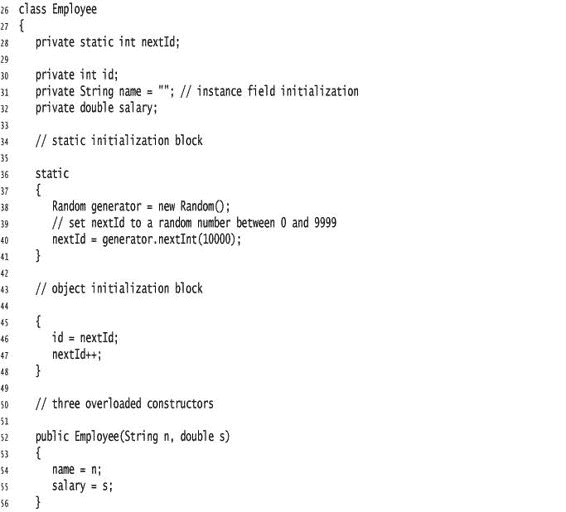 26 class Employee
27 {
28 private static int nextId;
29
30 private int id;
31 private String name = ""; // instance field initialization
32 private double salary;
33
34 // static initialization block
35
36 static
37 {
38 Random generator = new Random();
39 // set nextId to a random number between 0 and 9999
40 nextId = generator.nextInt(10000);
41 }
42
43 // object initialization block
44
45 {
46 id = nextId;
47 nextId++;
48 }
49
50 // three overloaded constructors
51
52 public Employee(String n, double s)
53 {
54 name = n;
55 salary = s;
56 }